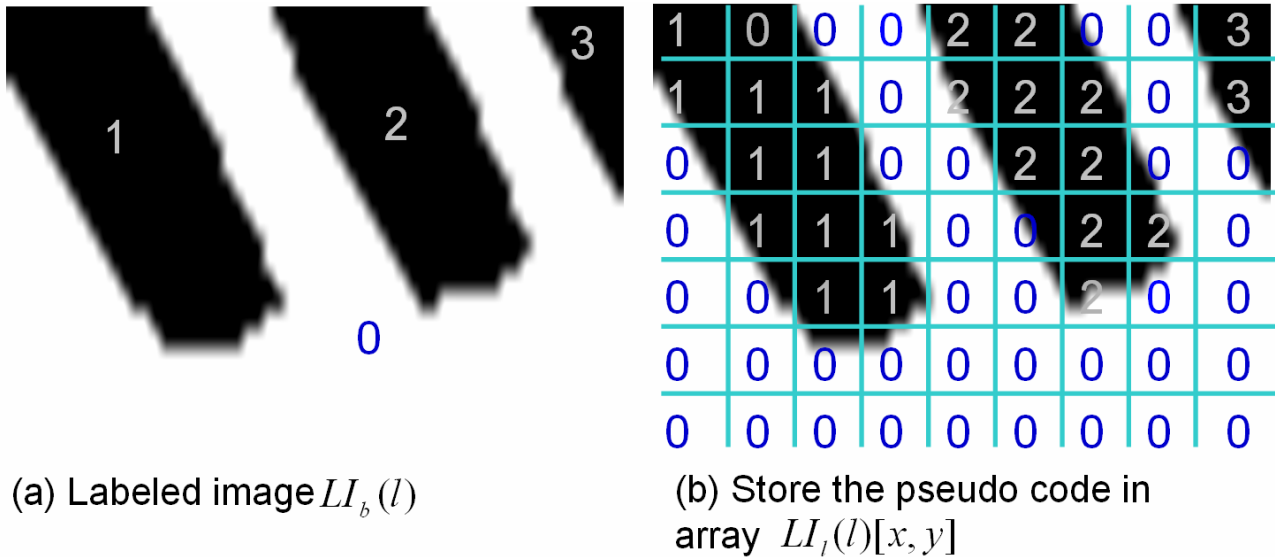 1 2 3
0
1 0 0 0 2 2 0 0 3
1 1 1 0 2 2 2 0 3
0 1 1 0 0 2 2 0 0
0 1 1 1 0 0 2 2 0
0 0 1 1 0 0 2 0 0
0 0 0 0 0 0 0 0 0
0 0 0 0 0 0 0 0 0
(a) Labeled image LI_b(l)
(b) Store the pseudo code in
array LI_l(l)[x, y]